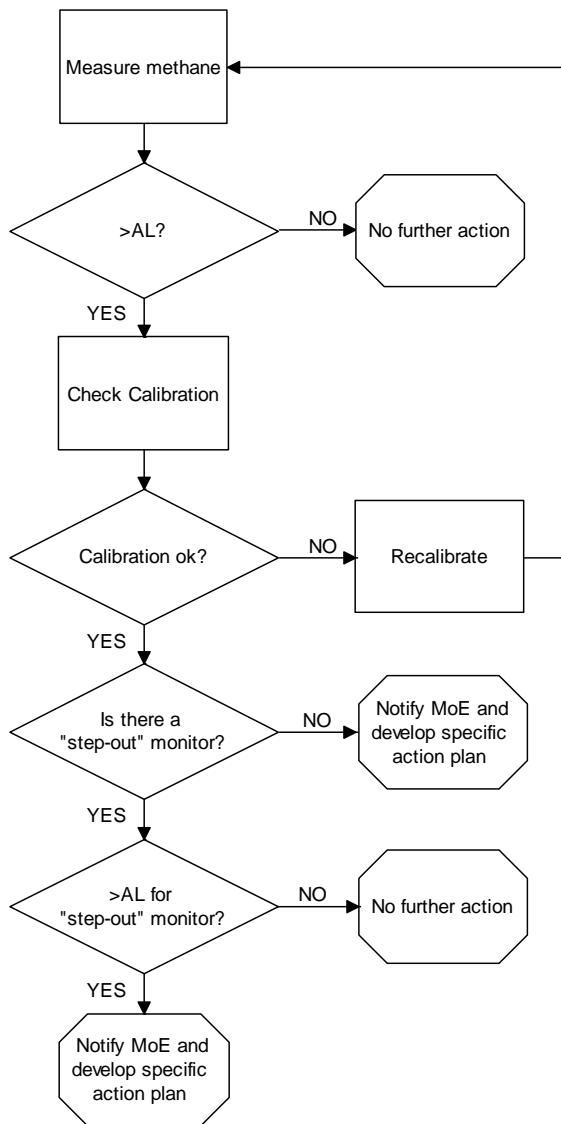 Measure methane
>AL?
NO
No further action
YES
Check Calibration
Calibration ok?
NO
Recalibrate
YES
Is there a
"step-out" monitor?
NO
Notify MoE and
develop specific
action plan
YES
>AL for
"step-out" monitor?
NO
No further action
YES
Notify MoE and
develop specific
action plan